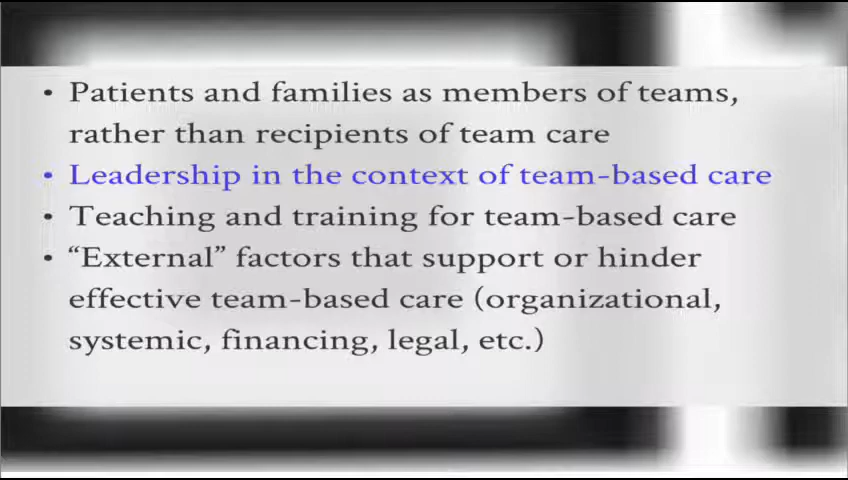 • Patients and families as members of teams,
rather than recipients of team care
• Leadership in the context of team-based care
• Teaching and training for team-based care
• “External” factors that support or hinder
effective team-based care (organizational,
systemic, financing, legal, etc.)